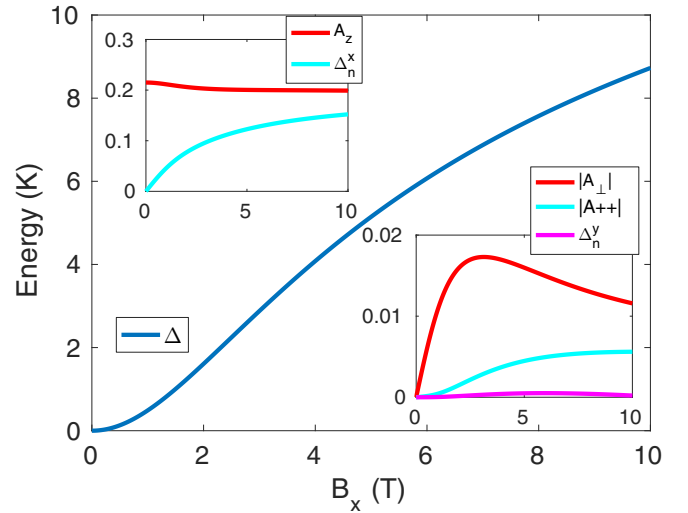 10
8
6
4
2
0
Energy (K)
0 2 4 6 8 10
B_x (T)
Δ
0.3
0.2
0.1
0
0 5 10
A_z
Δ_n^x
|A_⊥|
|A++|
Δ_n^y
0.02
0.01
0
0 5 10